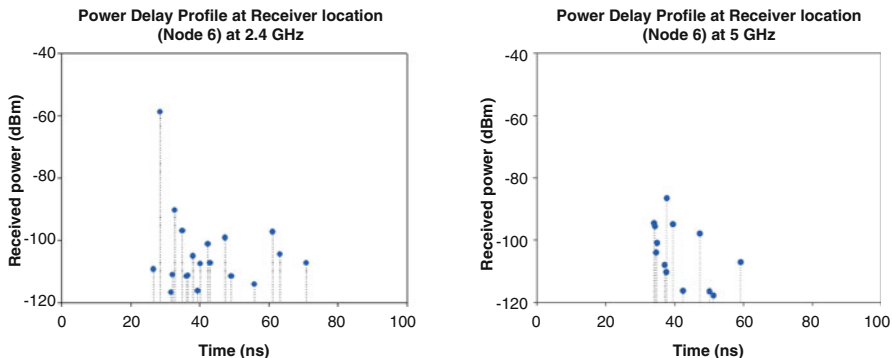 Power Delay Profile at Receiver location
(Node 6) at 2.4 GHz
-40
-60
-80
-100
-120
0
20
40
60
80
100
Received power (dBm)
Time (ns)
Power Delay Profile at Receiver location
(Node 6) at 5 GHz
-40
-60
-80
-100
-120
0
20
40
60
80
100
Received power (dBm)
Time (ns)